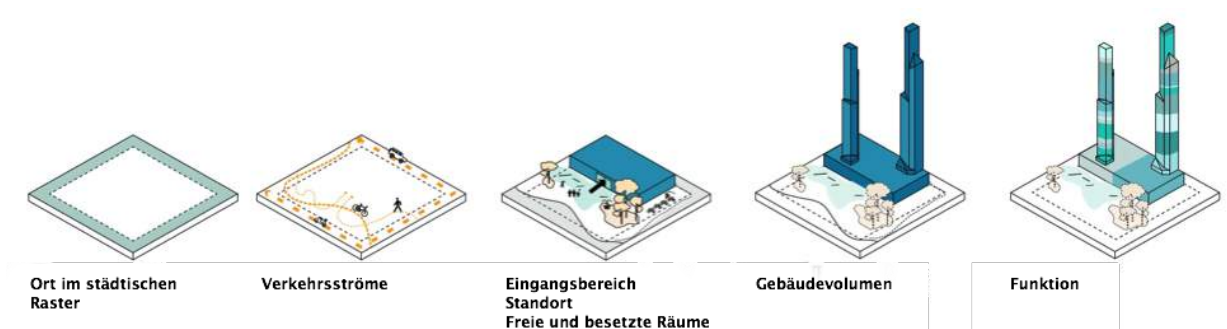 Ort im städtischen
Raster
Verkehrsströme
Eingangsbereich
Standort
Freie und besetzte Räume
Gebäudevolumen
Funktion